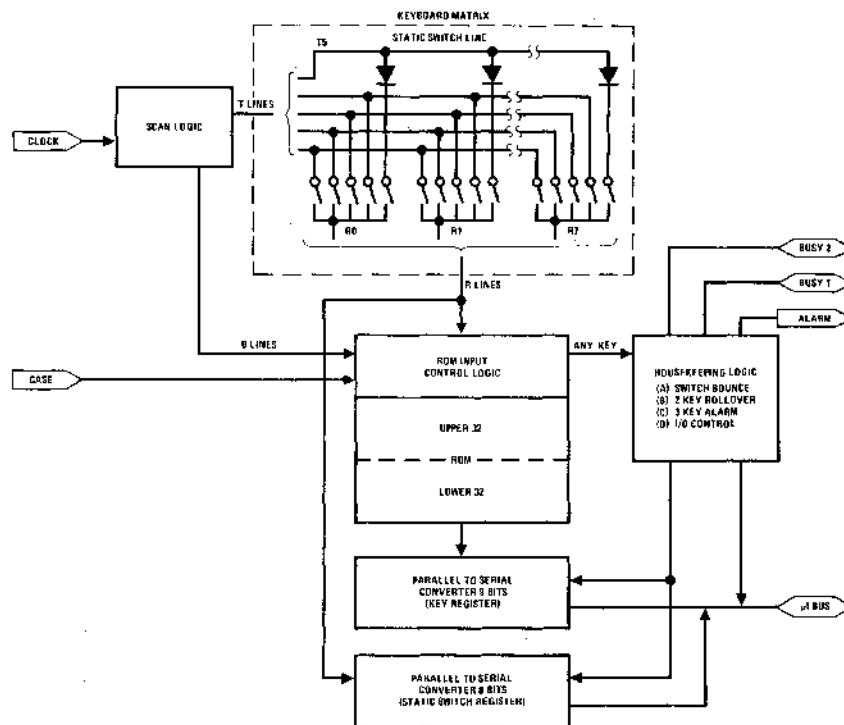 KEYBOARD MATRIX
STATIC SWITCH LINE
T5
T LINES
SCAN LOGIC
CLOCK
R0
R1
R7
R LINES
B LINES
CASE
ROM INPUT
CONTROL LOGIC
ANY KEY
UPPER 32
ROM
LOWER 32
BUSY 2
BUSY 1
ALARM
HOUSEKEEPING LOGIC
(A) SWITCH BOUNCE
(B) 2 KEY ROLLOVER
(C) 3 KEY ALARM
(D) I/O CONTROL
PARALLEL TO SERIAL
CONVERTER 9 BITS
(KEY REGISTER)
μI BUS
PARALLEL TO SERIAL
CONVERTER 8 BITS
(STATIC SWITCH REGISTER)